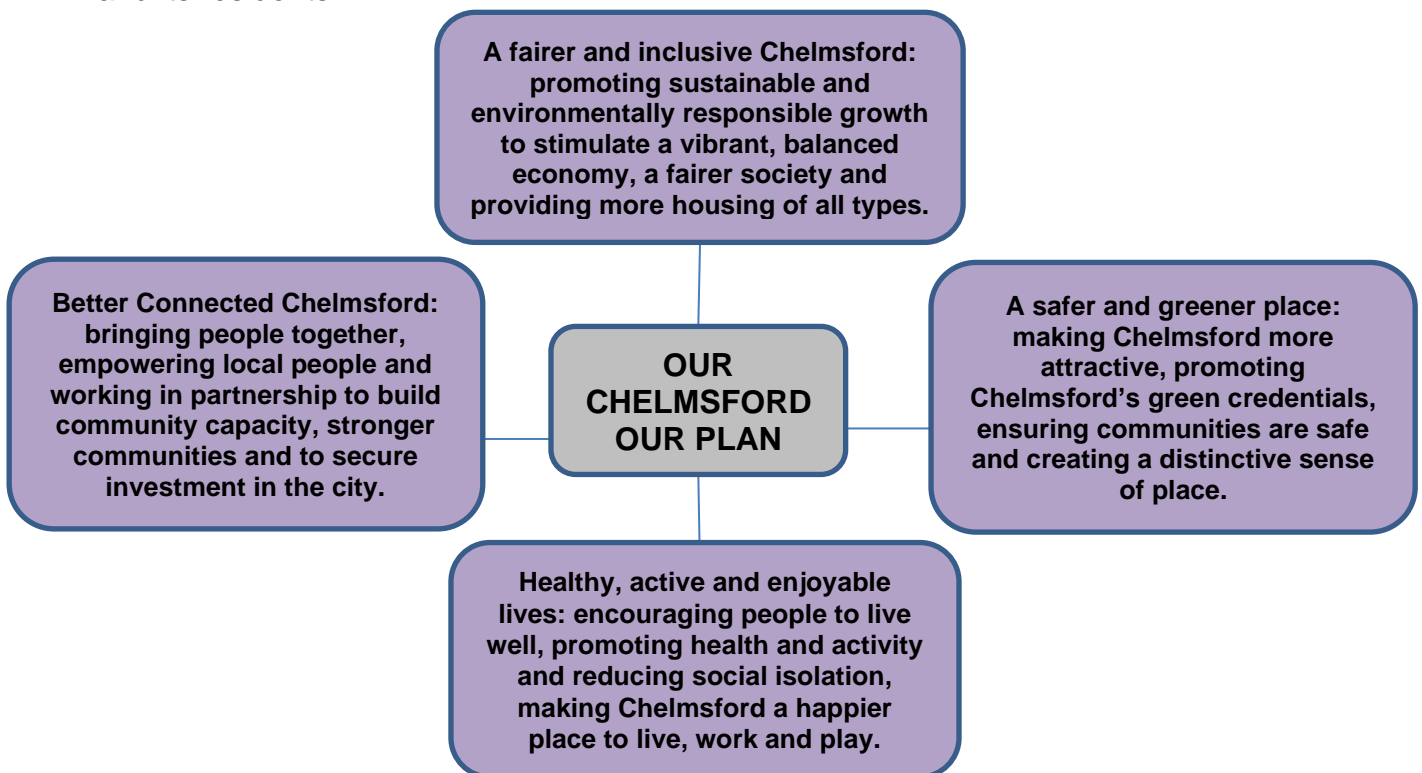 A fairer and inclusive Chelmsford:
promoting sustainable and
environmentally responsible growth
to stimulate a vibrant, balanced
economy, a fairer society and
providing more housing of all types.
Better Connected Chelmsford:
bringing people together,
empowering local people and
working in partnership to build
community capacity, stronger
communities and to secure
investment in the city.
OUR
CHELMSFORD
OUR PLAN
A safer and greener place:
making Chelmsford more
attractive, promoting
Chelmsford’s green credentials,
ensuring communities are safe
and creating a distinctive sense
of place.
Healthy, active and enjoyable
lives: encouraging people to live
well, promoting health and activity
and reducing social isolation,
making Chelmsford a happier
place to live, work and play.